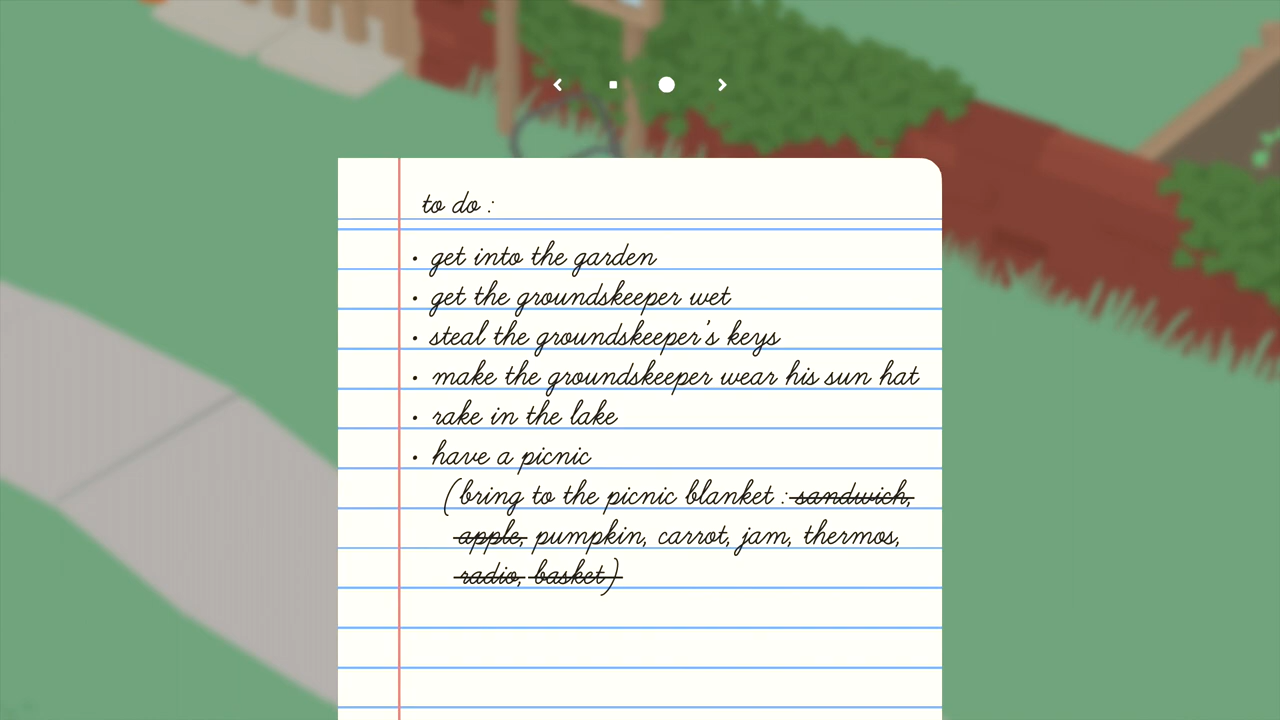 to do :
• get into the garden
• get the groundskeeper wet
• steal the groundskeeper's keys
• make the groundskeeper wear his sun hat
• rake in the lake
• have a picnic
(bring to the picnic blanket : sandwich,
apple, pumpkin, carrot, jam, thermos,
radio, basket)